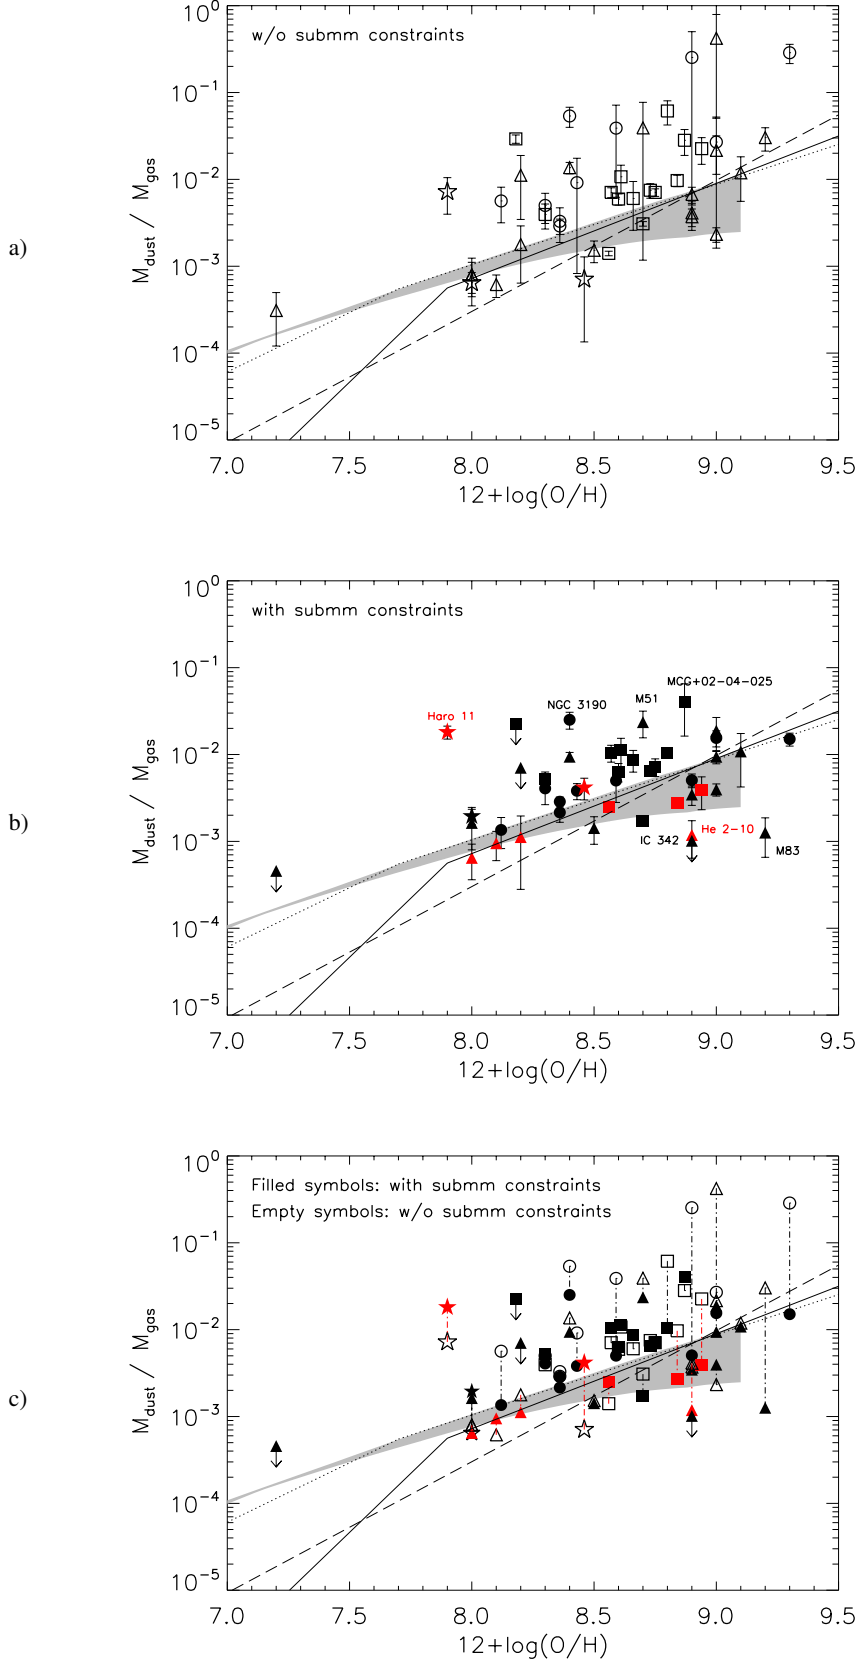 a)
w/o submm constraints
10^0
10^-1
10^-2
10^-3
10^-4
10^-5
M_dust / M_gas
7.0 7.5 8.0 8.5 9.0 9.5
12+log(O/H)
b)
with submm constraints
10^0
10^-1
10^-2
10^-3
10^-4
10^-5
M_dust / M_gas
MCG+02-04-025
NGC 3190
M51
Haro 11
IC 342
He 2-10
M83
7.0 7.5 8.0 8.5 9.0 9.5
12+log(O/H)
c)
Filled symbols: with submm constraints
Empty symbols: w/o submm constraints
10^0
10^-1
10^-2
10^-3
10^-4
10^-5
M_dust / M_gas
7.0 7.5 8.0 8.5 9.0 9.5
12+log(O/H)